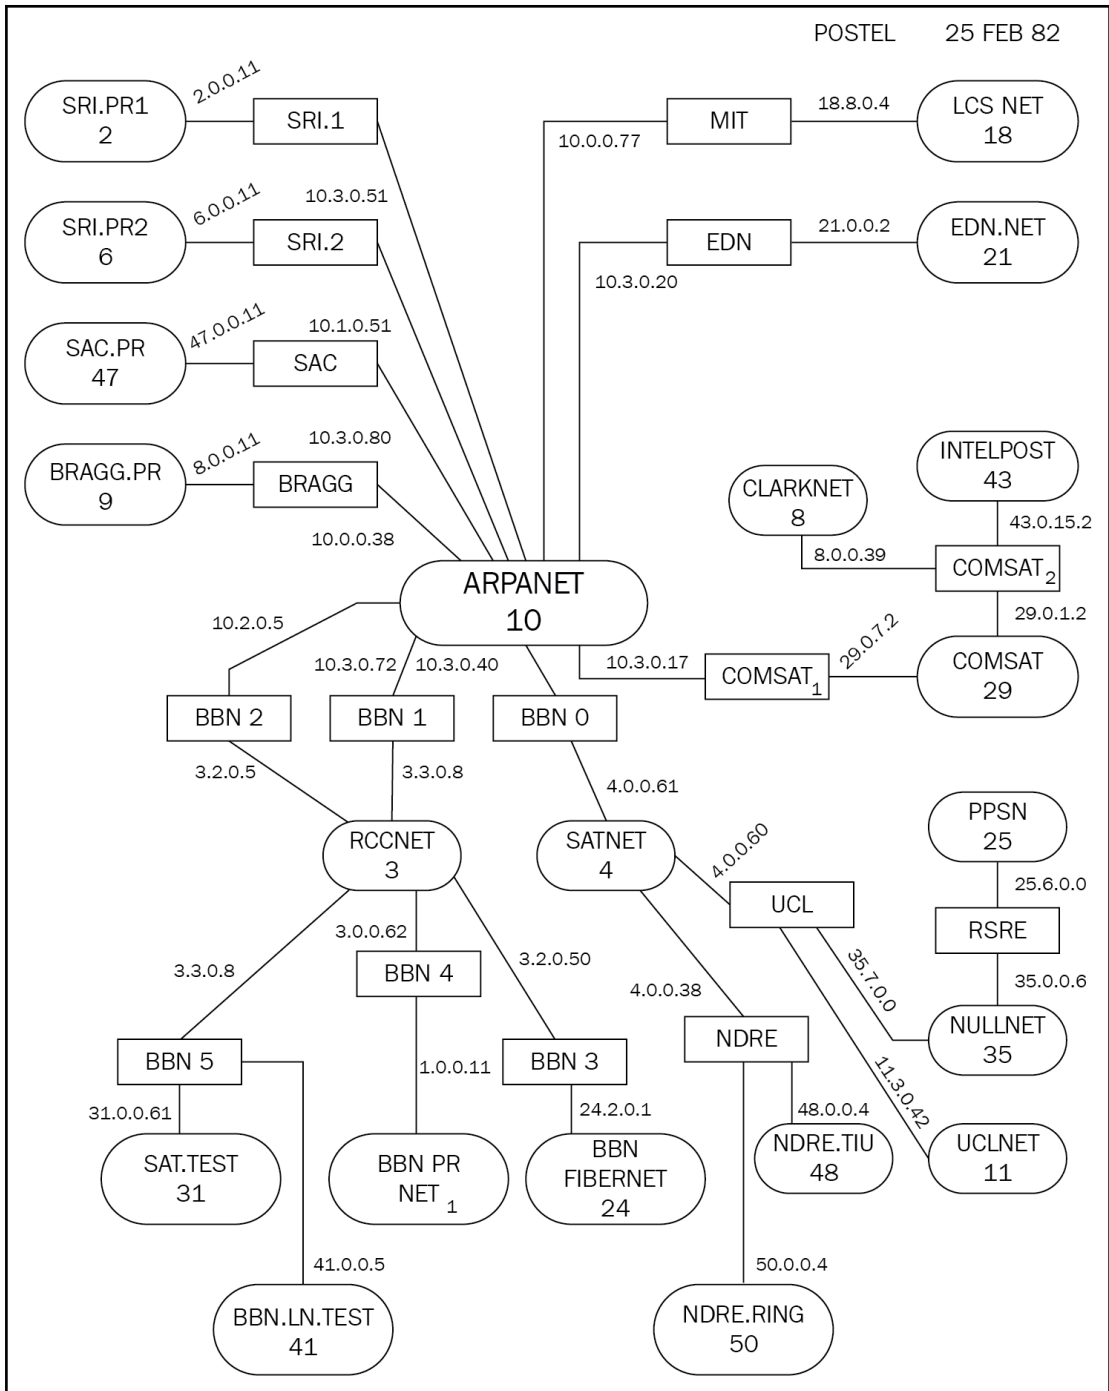 POSTEL 25 FEB 82
SRI.PR1
2
2.0.0.11
SRI.1
10.0.0.77
MIT
18.8.0.4
LCS NET
18
SRI.PR2
6
6.0.0.11
10.3.0.51
SRI.2
10.3.0.20
EDN
21.0.0.2
EDN.NET
21
SAC.PR
47
47.0.0.11
10.1.0.51
SAC
BRAGG.PR
9
8.0.0.11
10.3.0.80
BRAGG
10.0.0.38
CLARKNET
8
8.0.0.39
INTELPOST
43
43.0.15.2
COMSAT2
29.0.1.2
ARPANET
10
10.2.0.5
10.3.0.72
10.3.0.40
10.3.0.17
COMSAT1
29.0.7.2
COMSAT
29
BBN 2
BBN 1
BBN 0
3.2.0.5
3.3.0.8
4.0.0.61
RCCNET
3
SATNET
4
4.0.0.60
UCL
PPSN
25
25.6.0.0
RSRE
35.0.0.6
3.3.0.8
3.0.0.62
BBN 4
3.2.0.50
4.0.0.38
35.7.0.0
NULLNET
35
BBN 5
1.0.0.11
BBN 3
NDRE
11.3.0.42
31.0.0.61
24.2.0.1
48.0.0.4
SAT.TEST
31
BBN PR
NET 1
BBN
FIBERNET
24
NDRE.TIU
48
UCLNET
11
41.0.0.5
50.0.0.4
BBN.LN.TEST
41
NDRE.RING
50